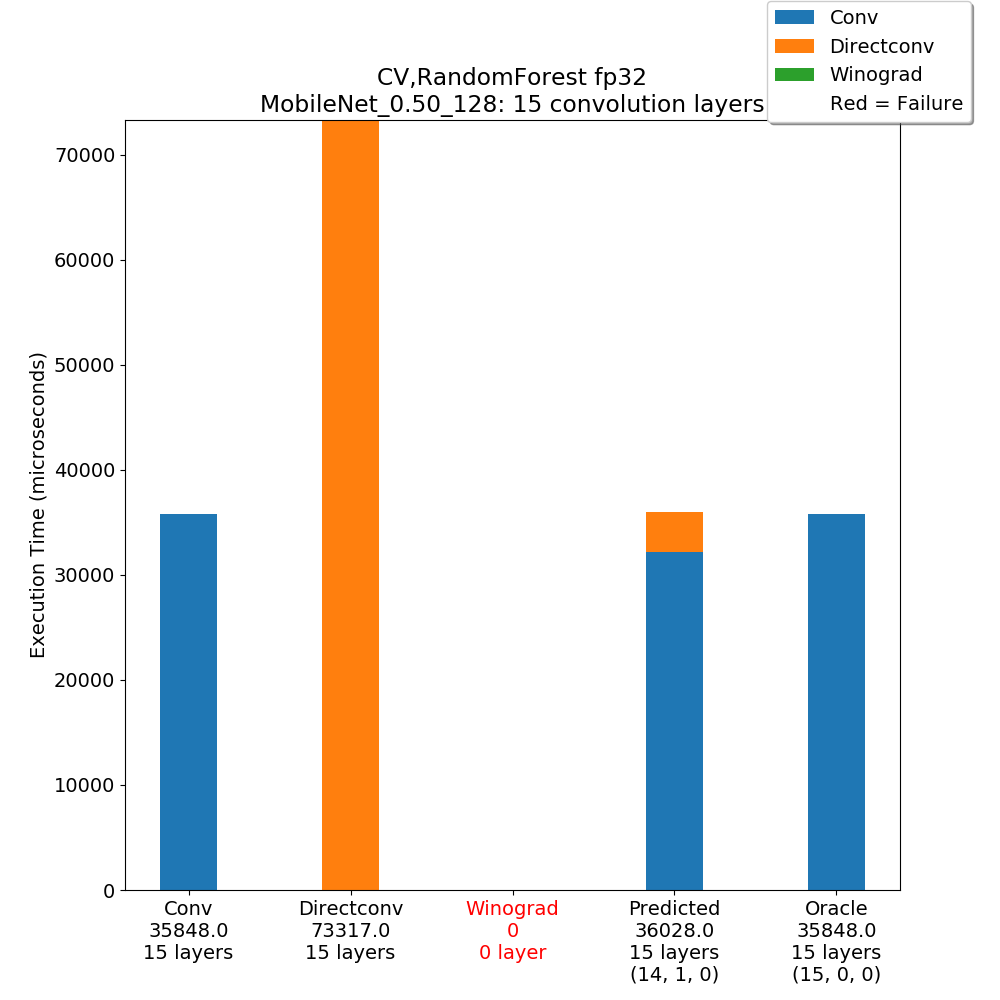 Conv
Directconv
Winograd
Red = Failure
CV,RandomForest fp32
MobileNet_0.50_128: 15 convolution layers
Execution Time (microseconds)
70000
60000
50000
40000
30000
20000
10000
0
Conv
35848.0
15 layers
Directconv
73317.0
15 layers
Winograd
0
0 layer
Predicted
36028.0
15 layers
(14, 1, 0)
Oracle
35848.0
15 layers
(15, 0, 0)